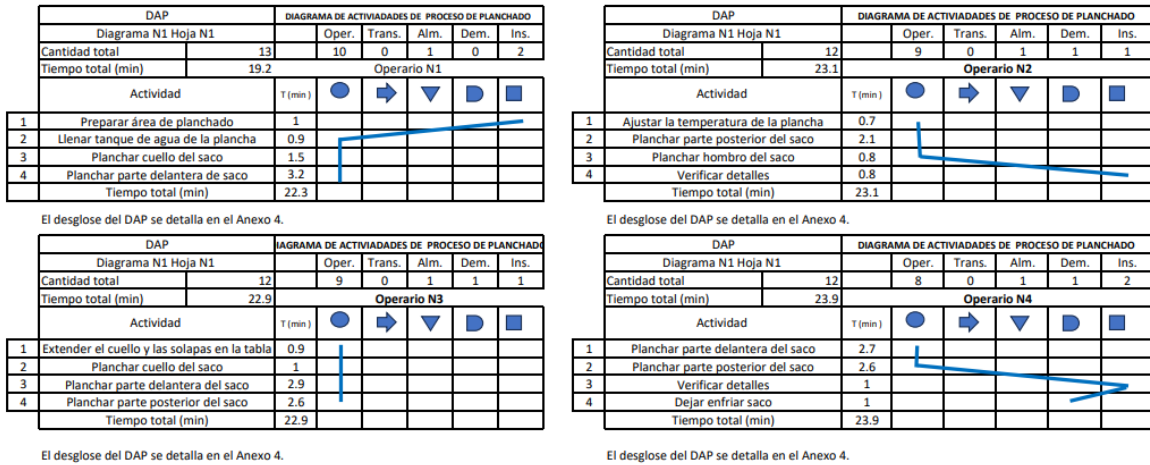 DAP DIAGRAMA DE ACTIVIADADES DE PROCESO DE PLANCHADO
Diagrama N1 Hoja N1 Oper. Trans. Alm. Dem. Ins.
Cantidad total 13 10 0 1 0 2
Tiempo total (min) 19.2 Operario N1
Actividad T (min )
1 Preparar área de planchado 1
2 Llenar tanque de agua de la plancha 0.9
3 Planchar cuello del saco 1.5
4 Planchar parte delantera de saco 3.2
Tiempo total (min) 22.3
El desglose del DAP se detalla en el Anexo 4.
DAP DIAGRAMA DE ACTIVIADADES DE PROCESO DE PLANCHADO
Diagrama N1 Hoja N1 Oper. Trans. Alm. Dem. Ins.
Cantidad total 12 9 0 1 1 1
Tiempo total (min) 23.1 Operario N2
Actividad T (min )
1 Ajustar la temperatura de la plancha 0.7
2 Planchar parte posterior del saco 2.1
3 Planchar hombro del saco 0.8
4 Verificar detalles 0.8
Tiempo total (min) 23.1
El desglose del DAP se detalla en el Anexo 4.
DAP IAGRAMA DE ACTIVIADADES DE PROCESO DE PLANCHADO
Diagrama N1 Hoja N1 Oper. Trans. Alm. Dem. Ins.
Cantidad total 12 9 0 1 1 1
Tiempo total (min) 22.9 Operario N3
Actividad T (min )
1 Extender el cuello y las solapas en la tabla 0.9
2 Planchar cuello del saco 1
3 Planchar parte delantera del saco 2.9
4 Planchar parte posterior del saco 2.6
Tiempo total (min) 22.9
El desglose del DAP se detalla en el Anexo 4.
DAP DIAGRAMA DE ACTIVIADADES DE PROCESO DE PLANCHADO
Diagrama N1 Hoja N1 Oper. Trans. Alm. Dem. Ins.
Cantidad total 12 8 0 1 1 2
Tiempo total (min) 23.9 Operario N4
Actividad T (min )
1 Planchar parte delantera del saco 2.7
2 Planchar parte posterior del saco 2.6
3 Verificar detalles 1
4 Dejar enfriar saco 1
Tiempo total (min) 23.9
El desglose del DAP se detalla en el Anexo 4.